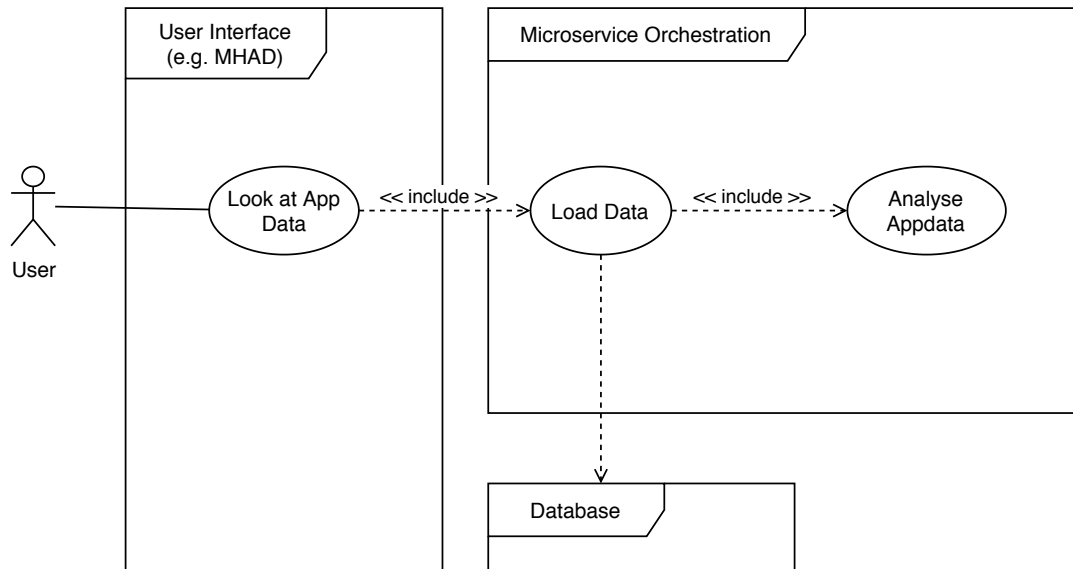 User Interface
(e.g. MHAD)
Microservice Orchestration
Look at App
Data
<< include >>
Load Data
<< include >>
Analyse
Appdata
User
Database